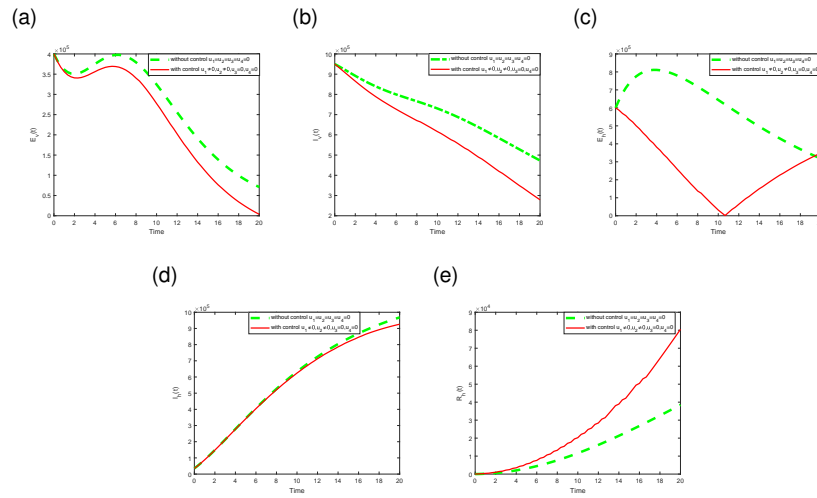 (a)
(b)
(c)
×10⁵
without control u₁=u₂=u₃=u₄=0
with control u₁≠0,u₂≠0,u₃=0,u₄=0
4
3.5
3
2.5
2
1.5
1
0.5
0
Eᵥ(t)
0 2 4 6 8 10 12 14 16 18 20
Time
×10⁵
without control u₁=u₂=u₃=u₄=0
with control u₁≠0,u₂≠0,u₃=0,u₄=0
10
9
8
7
6
5
4
3
2
Iᵥ(t)
0 2 4 6 8 10 12 14 16 18 20
Time
×10⁵
without control u₁=u₂=u₃=u₄=0
with control u₁≠0,u₂≠0,u₃=0,u₄=0
9
8
7
6
5
4
3
2
1
0
Eₕ(t)
0 2 4 6 8 10 12 14 16 18
Time
(d)
(e)
×10⁵
without control u₁=u₂=u₃=u₄=0
with control u₁≠0,u₂≠0,u₃=0,u₄=0
10
9
8
7
6
5
4
3
2
1
0
Iₕ(t)
0 2 4 6 8 10 12 14 16 18 20
Time
×10⁴
without control u₁=u₂=u₃=u₄=0
with control u₁≠0,u₂≠0,u₃=0,u₄=0
10
9
8
7
6
5
4
3
2
1
0
Rₕ(t)
0 2 4 6 8 10 12 14 16 18 20
Time